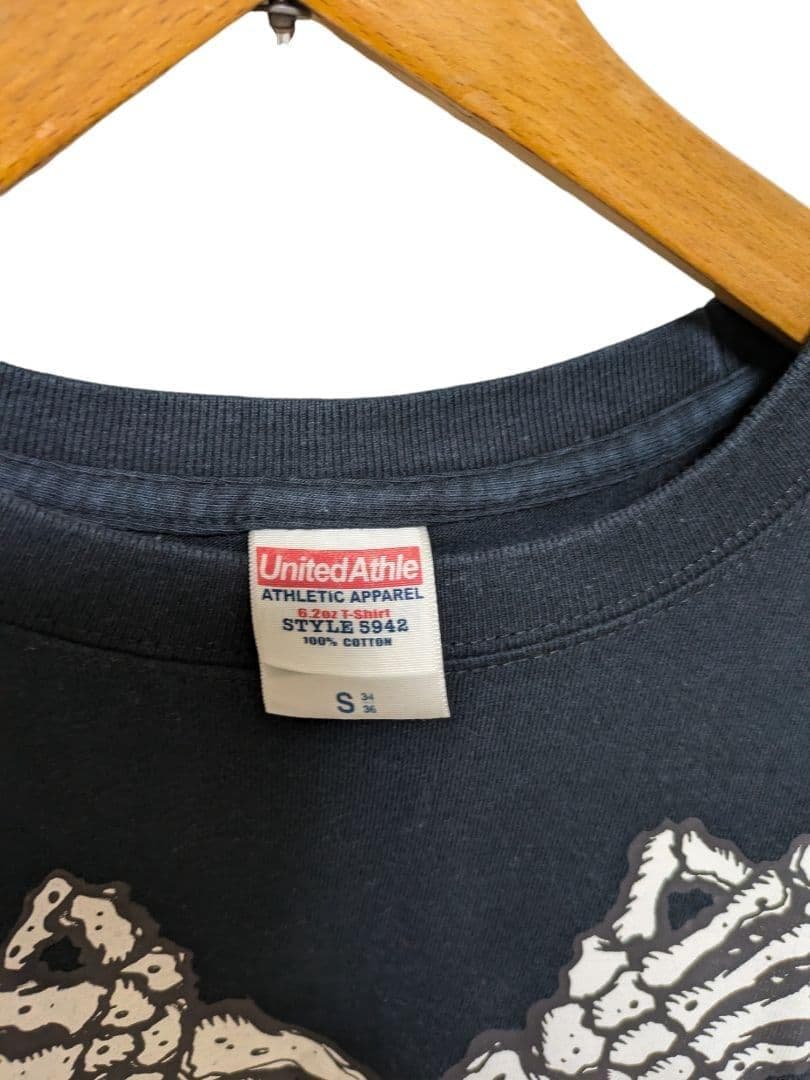 UnitedAthle
ATHLETIC APPAREL
6.2oz T-Shirt
STYLE 5942
100% COTTON
S 34
36